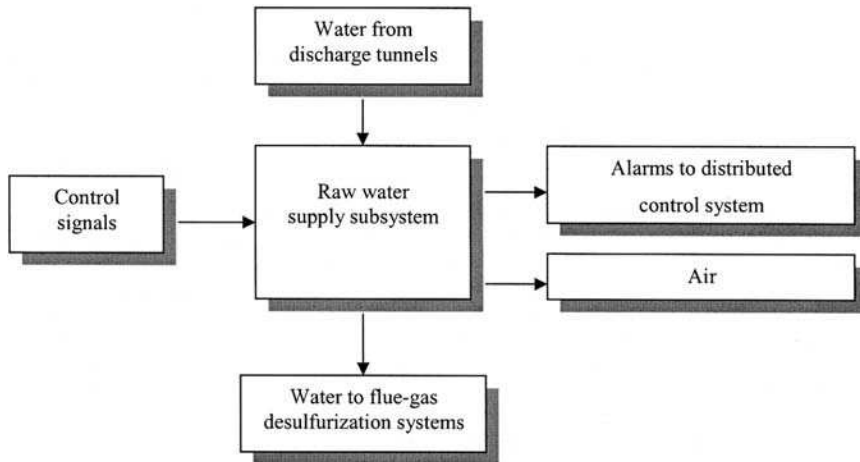 Water from
discharge tunnels
Control
signals
Raw water
supply subsystem
Alarms to distributed
control system
Air
Water to flue-gas
desulfurization systems